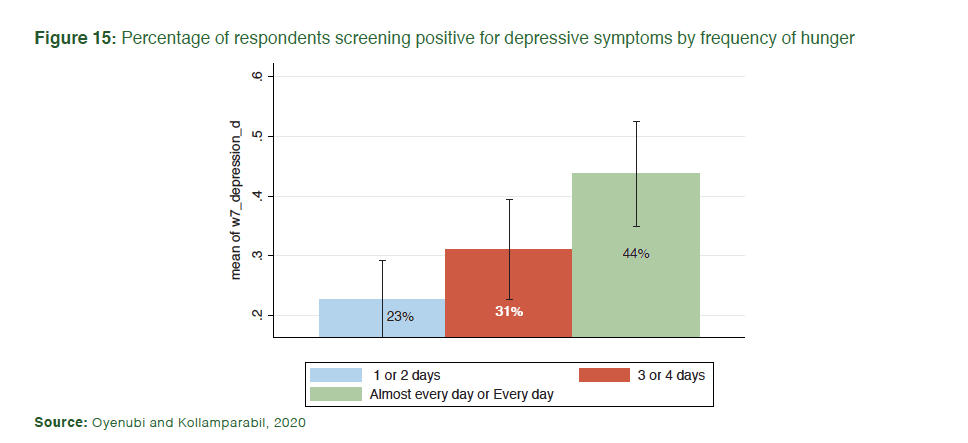 Figure 15: Percentage of respondents screening positive for depressive symptoms by frequency of hunger
mean of w7_depression_d
.6
.5
.4
.3
.2
23%
31%
44%
1 or 2 days
3 or 4 days
Almost every day or Every day
Source: Oyenubi and Kollamparabil, 2020